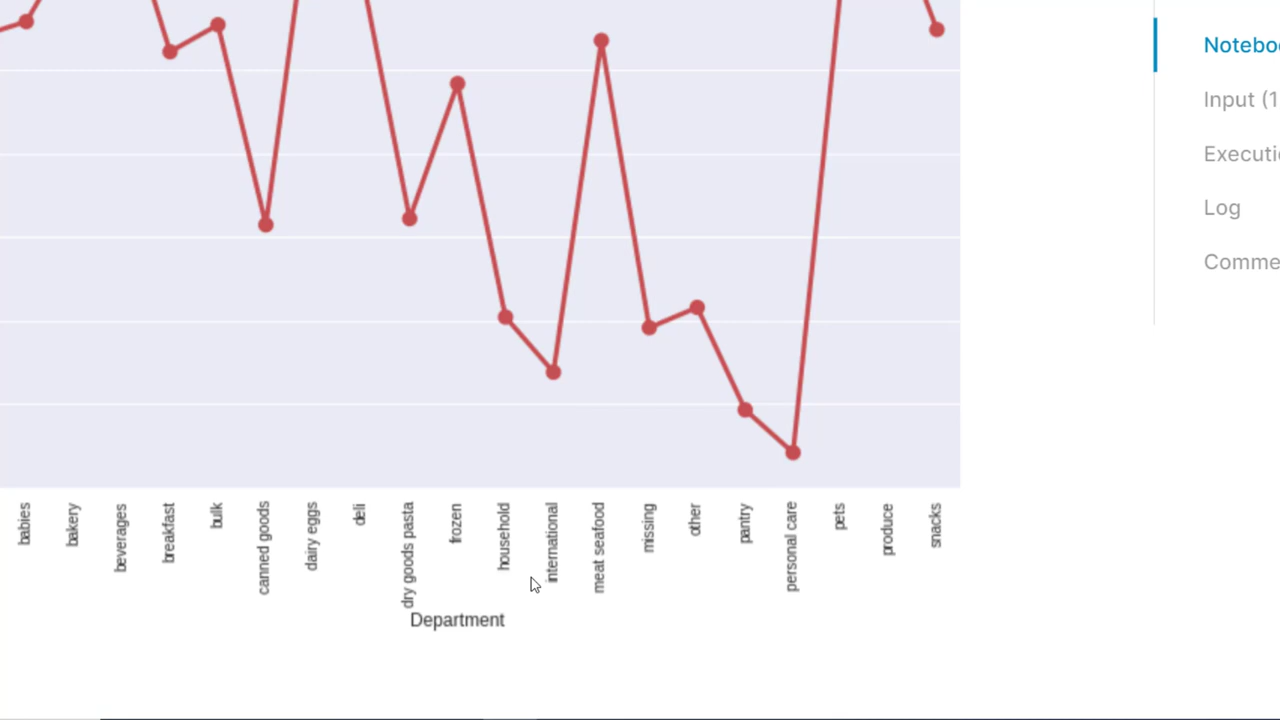 Noteboo
Input (1
Executi
Log
Comme
babies
bakery
beverages
breakfast
bulk
canned goods
dairy eggs
deli
dry goods pasta
frozen
household
international
meat seafood
missing
other
pantry
personal care
pets
produce
snacks
Department